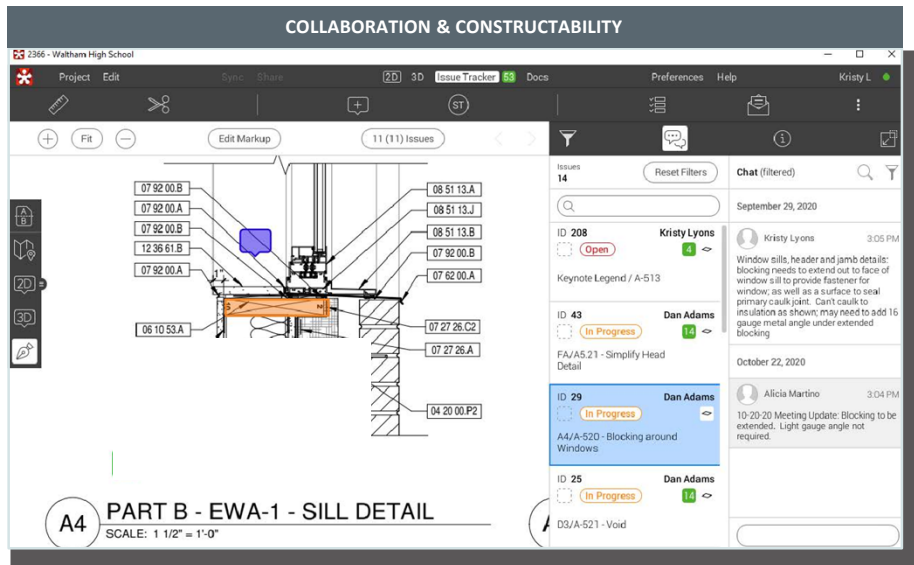 COLLABORATION & CONSTRUCTABILITY
2366 - Waltham High School
Project Edit Sync Share 2D 3D Issue Tracker 53 Docs Preferences Help Kristy L
ST
Fit Edit Markup 11 (11) Issues
A
B
2D
3D
07 92 00.B
07 92 00.A
07 92 00.B
12 36 61.B
07 92 00.A
1"
06 10 53.A
08 51 13.A
08 51 13.J
08 51 13.B
07 92 00.B
07 62 00.A
07 27 26.C2
07 27 26.A
04 20 00.P2
A4 PART B - EWA-1 - SILL DETAIL
SCALE: 1 1/2" = 1'-0"
Issues
14
Reset Filters
ID 208 Kristy Lyons
Open 4
Keynote Legend / A-513
ID 43 Dan Adams
In Progress 14
FA/A5.21 - Simplify Head
Detail
ID 29 Dan Adams
In Progress
A4/A-520 - Blocking around
Windows
ID 25 Dan Adams
In Progress 14
D3/A-521 - Void
Chat (filtered)
September 29, 2020
Kristy Lyons 3:05 PM
Window sills, header and jamb details:
blocking needs to extend out to face of
window sill to provide fastener for
window; as well as a surface to seal
primary caulk joint. Can't caulk to
insulation as shown; may need to add 16
gauge metal angle under extended
blocking
October 22, 2020
Alicia Martino 3:04 PM
10-20-20 Meeting Update: Blocking to be
extended. Light gauge angle not
required.